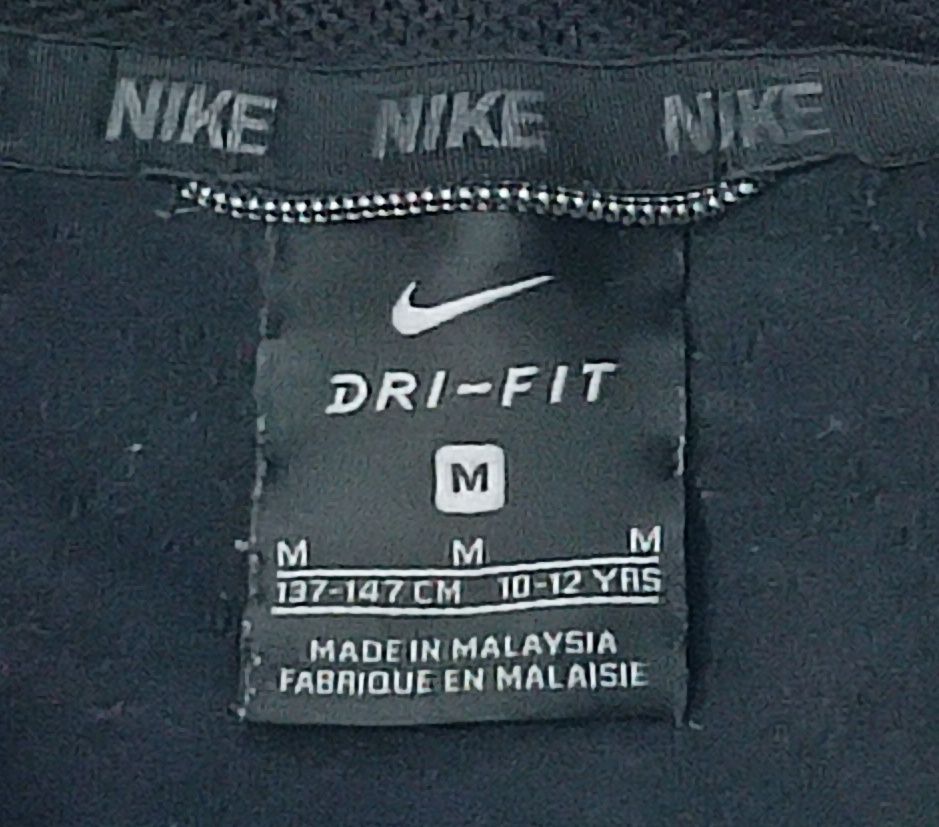 NIKE NIKE NIKE
DRI-FIT
M
M M M
137-147 CM 10-12 YRS
MADE IN MALAYSIA
FABRIQUE EN MALAISIE